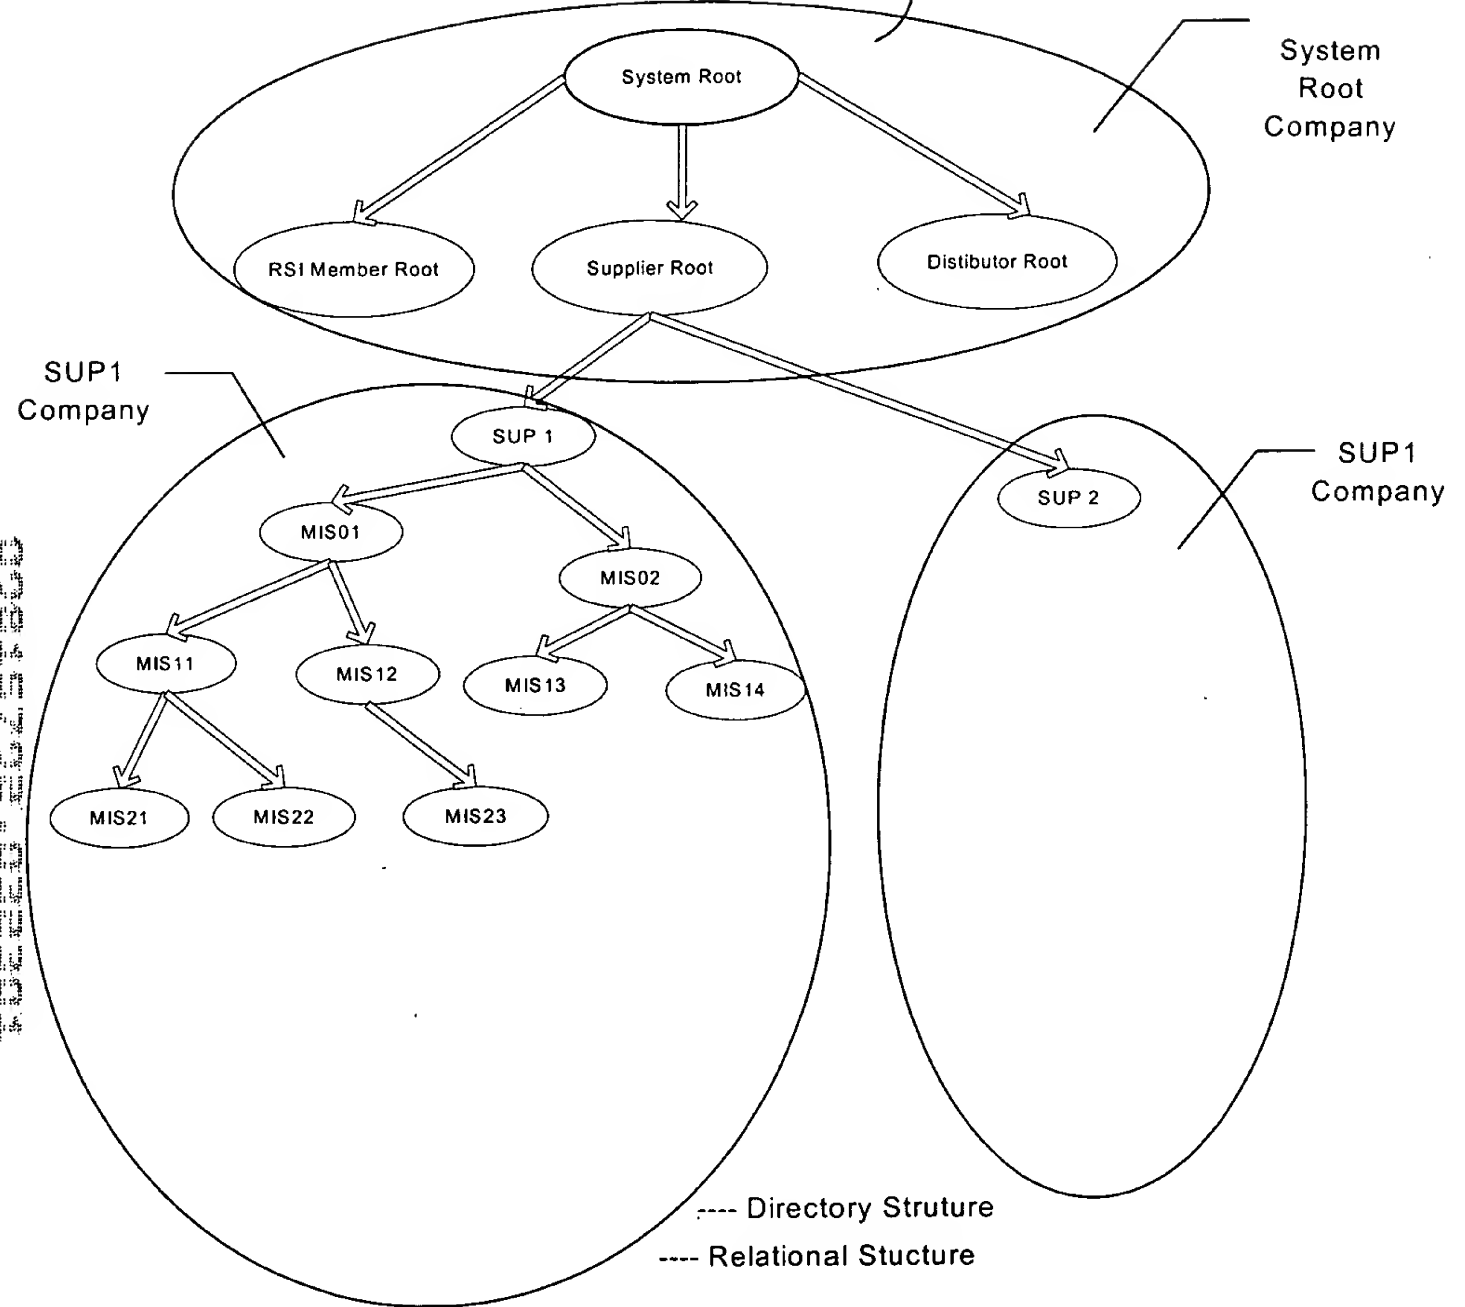 System Root
System
Root
Company
RSI Member Root
Supplier Root
Distibutor Root
SUP1
Company
SUP 1
SUP1
Company
SUP 2
MIS01
MIS02
MIS11
MIS12
MIS13
MIS14
MIS21
MIS22
MIS23
---- Directory Struture
---- Relational Stucture